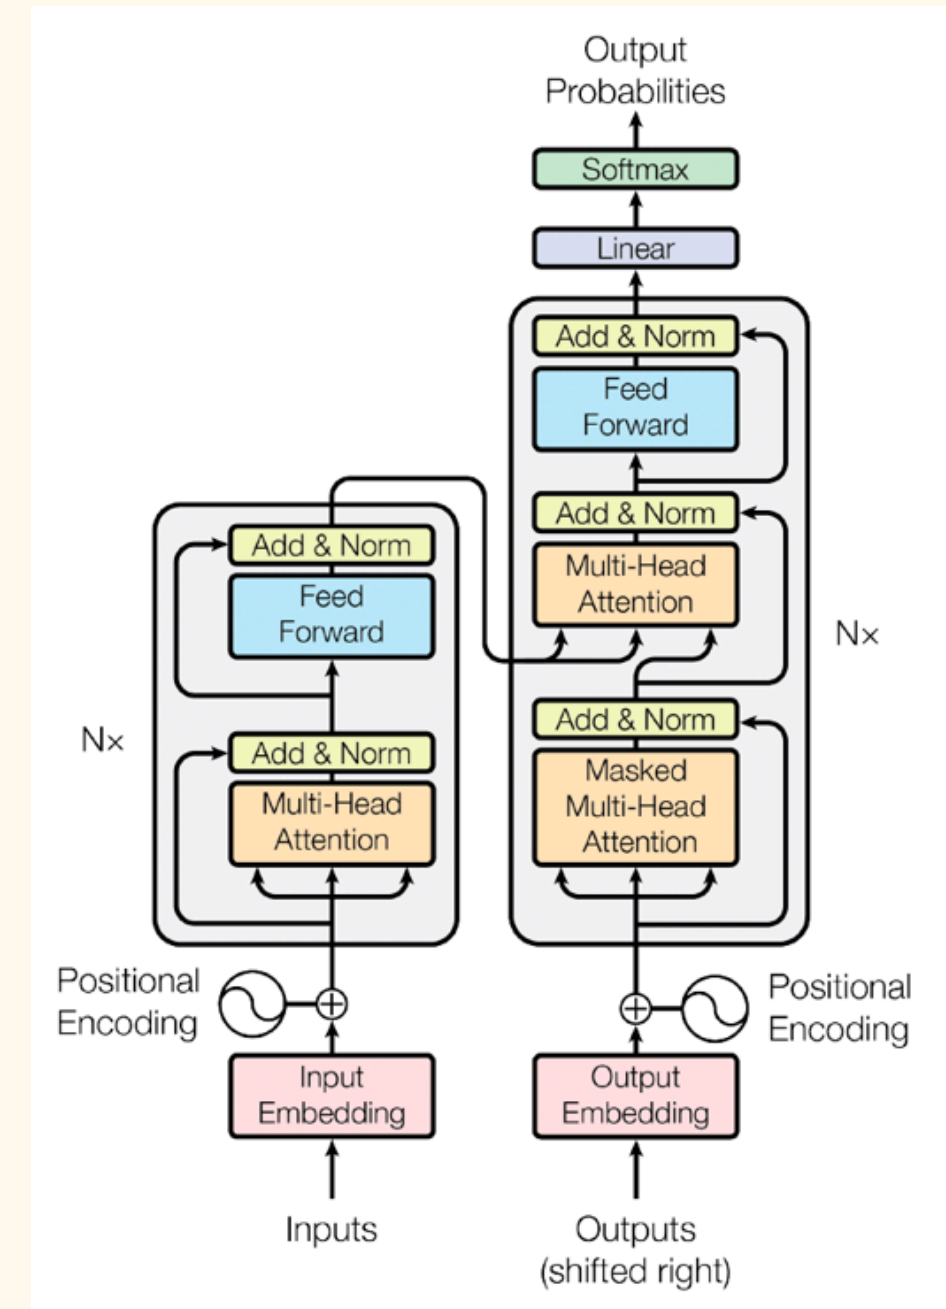 Output
Probabilities
Softmax
Linear
Add & Norm
Feed
Forward
Add & Norm
Multi-Head
Attention
Nx
Add & Norm
Masked
Multi-Head
Attention
Add & Norm
Feed
Forward
Nx
Add & Norm
Multi-Head
Attention
Positional
Encoding
Positional
Encoding
Input
Embedding
Output
Embedding
Inputs
Outputs
(shifted right)